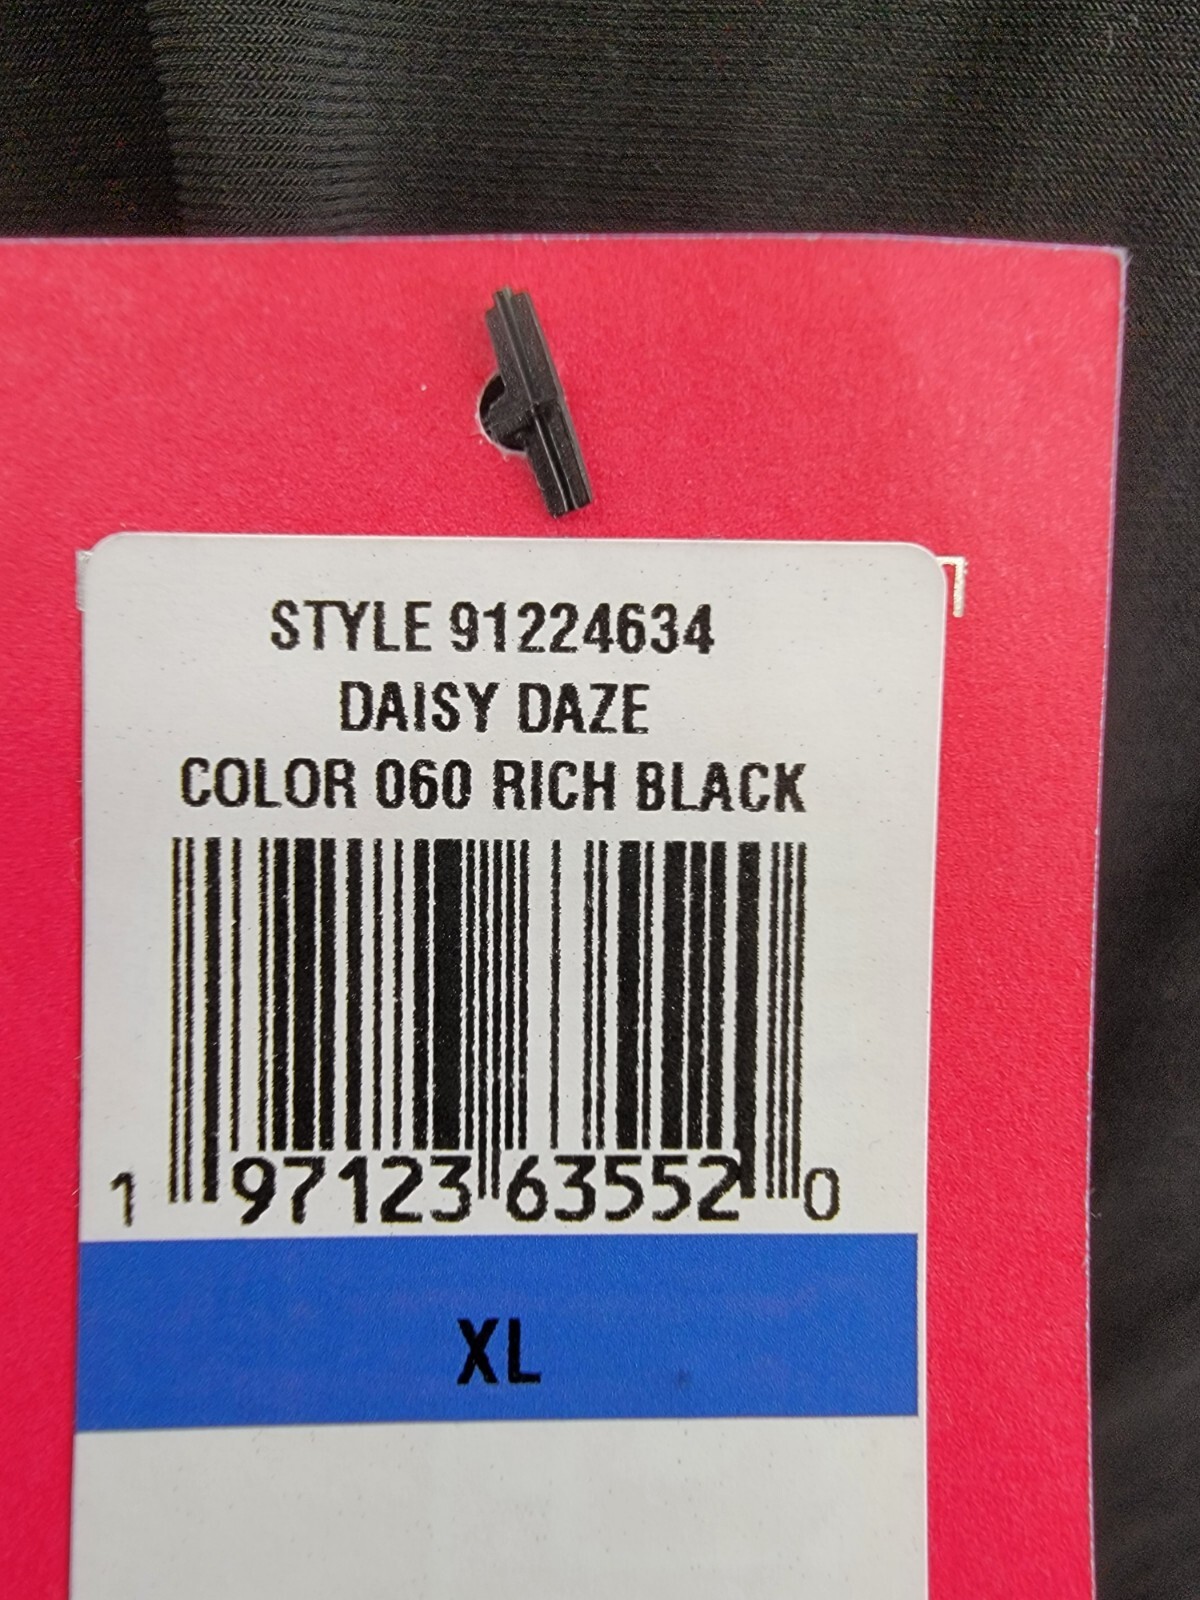 STYLE 91224634
DAISY DAZE
COLOR 060 RICH BLACK
1 97123 63552 0
XL